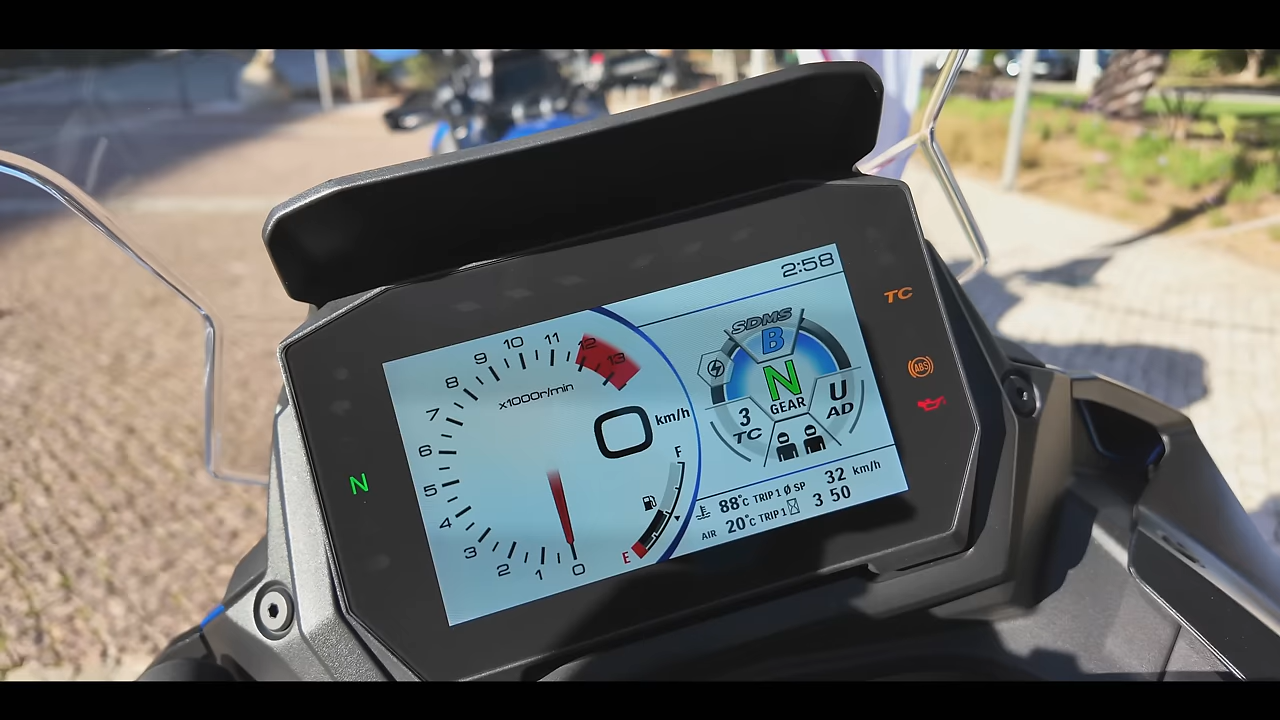 2:58
TC
ABS
N
0
1
2
3
4
5
6
7
8
9
10
11
12
13
x1000r/min
0 km/h
F
E
SDMS
B
N
GEAR
3
TC
U
AD
88°C TRIP 1 Ø SP 32 km/h
AIR 20°C TRIP 1 3 50